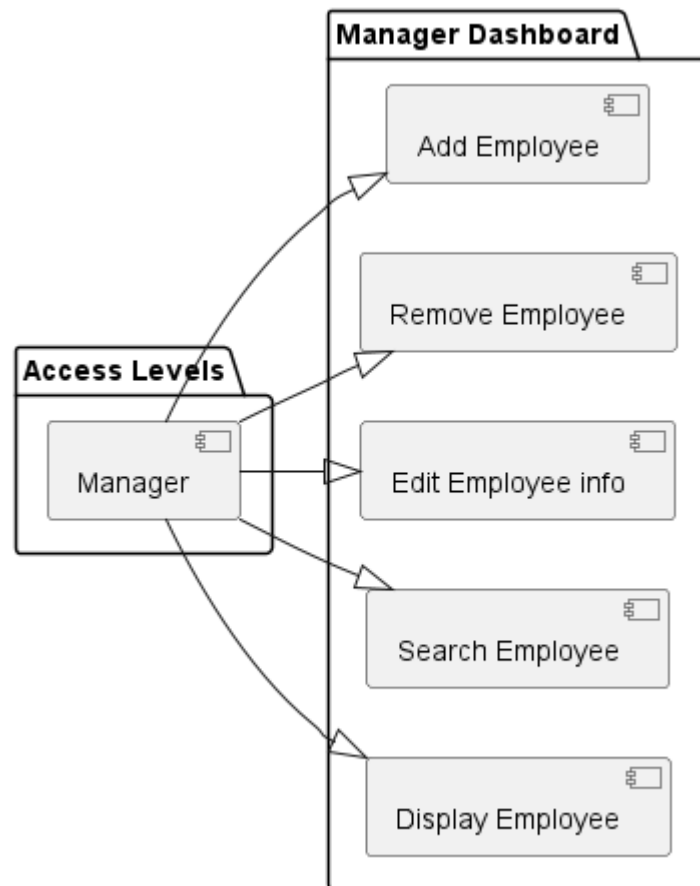 Manager Dashboard
Add Employee
Remove Employee
Access Levels
Manager
Edit Employee info
Search Employee
Display Employee